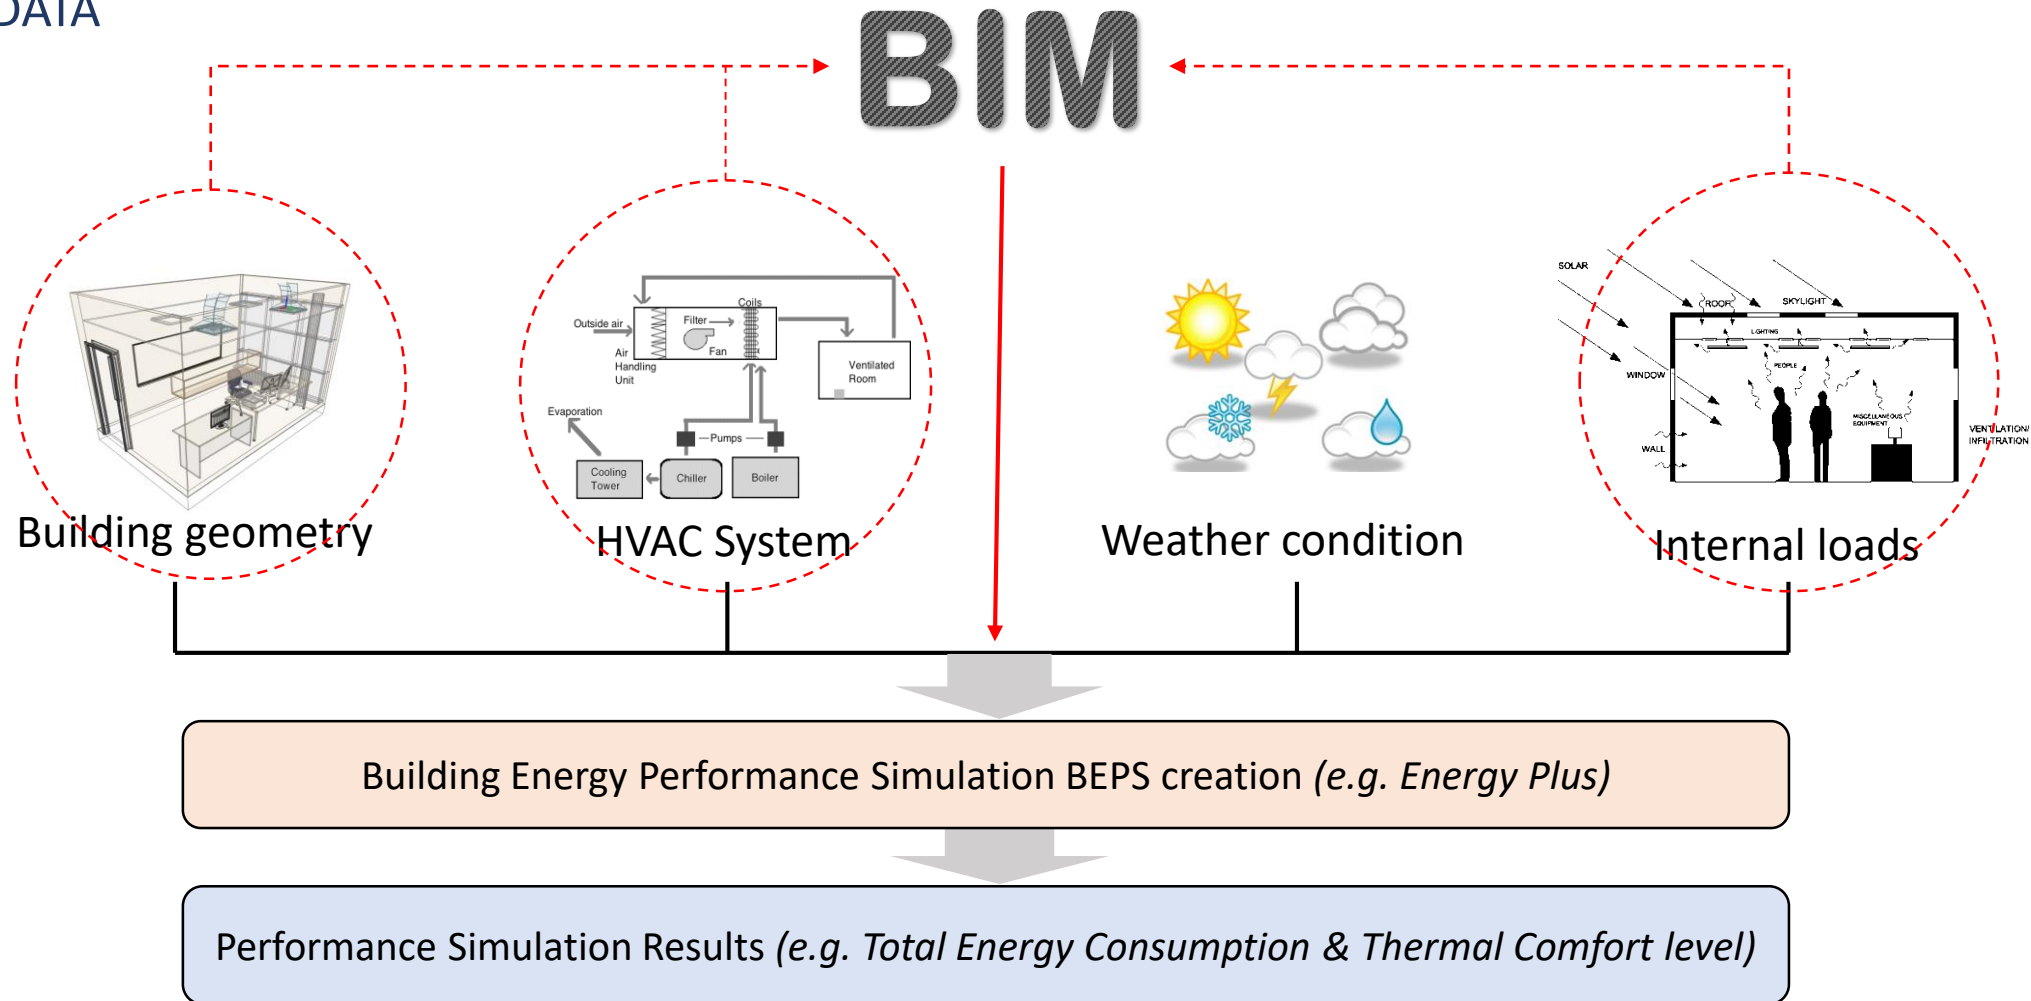 DATA
BIM
Outside air
Air
Handling
Unit
Filter
Fan
Coils
Ventilated
Room
Evaporation
Pumps
Cooling
Tower
Chiller
Boiler
SOLAR
ROOF
SKYLIGHT
LIGHTING
WINDOW
PEOPLE
MISCELLANEOUS
EQUIPMENT
WALL
VENTILATION/
INFILTRATION
Building geometry
HVAC System
Weather condition
Internal loads
Building Energy Performance Simulation BEPS creation (e.g. Energy Plus)
Performance Simulation Results (e.g. Total Energy Consumption & Thermal Comfort level)